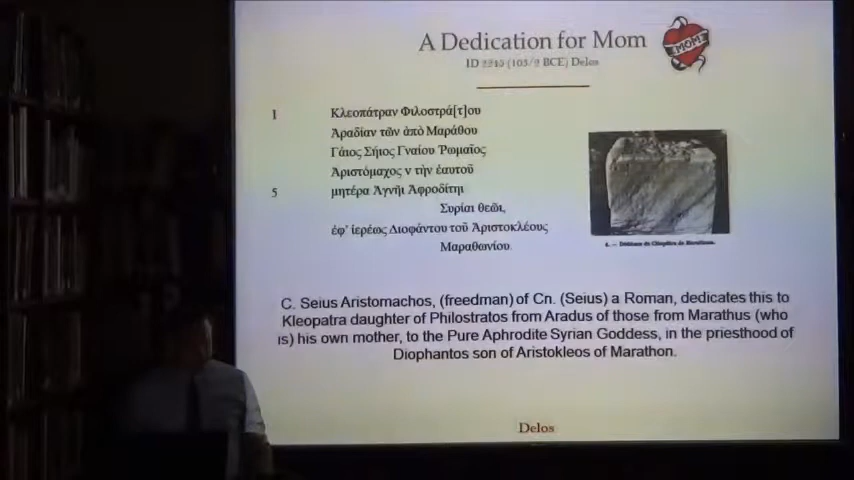 A Dedication for Mom
MOM
ID 2245 (103/2 BCE) Delos
1 Κλεοπάτραν Φιλοστρά[τ]ου
Ἀραδίαν τῶν ἀπὸ Μαράθου
Γάιος Σήιος Γναίου Ῥωμαῖος
Ἀριστόμαχος ν τὴν ἑαυτοῦ
5 μητέρα Ἁγνῆι Ἀφροδίτηι
Συρίαι θεῶι,
ἐφ' ἱερέως Διοφάντου τοῦ Ἀριστοκλέους
Μαραθωνίου.
C. Seius Aristomachos, (freedman) of Cn. (Seius) a Roman, dedicates this to
Kleopatra daughter of Philostratos from Aradus of those from Marathus (who
is) his own mother, to the Pure Aphrodite Syrian Goddess, in the priesthood of
Diophantos son of Aristokleos of Marathon.
Delos